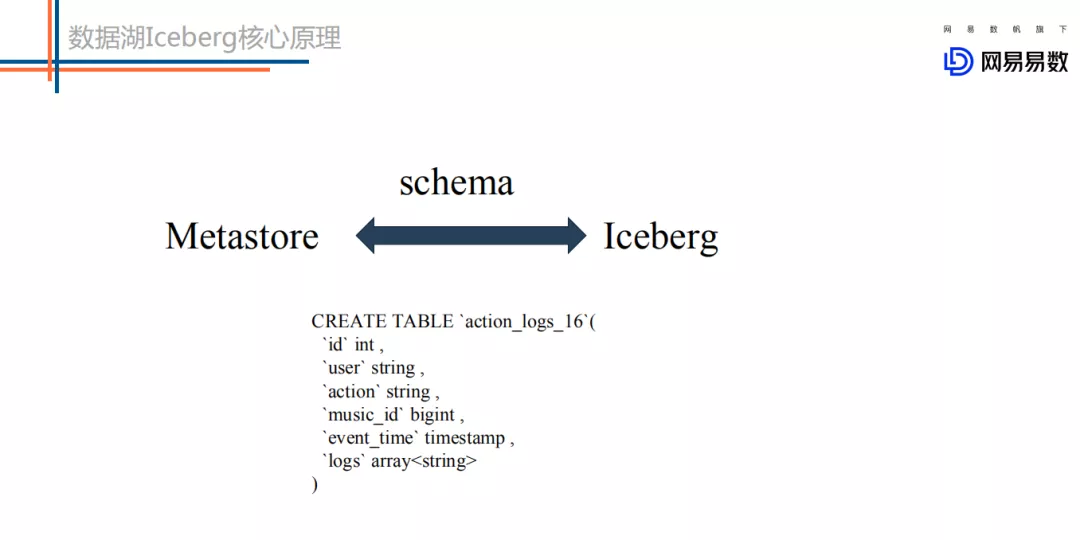 数据湖Iceberg核心原理
网易数帆旗下
网易易数
schema
Metastore
Iceberg
CREATE TABLE `action_logs_16`(
`id` int ,
`user` string ,
`action` string ,
`music_id` bigint ,
`event_time` timestamp ,
`logs` array<string>
)